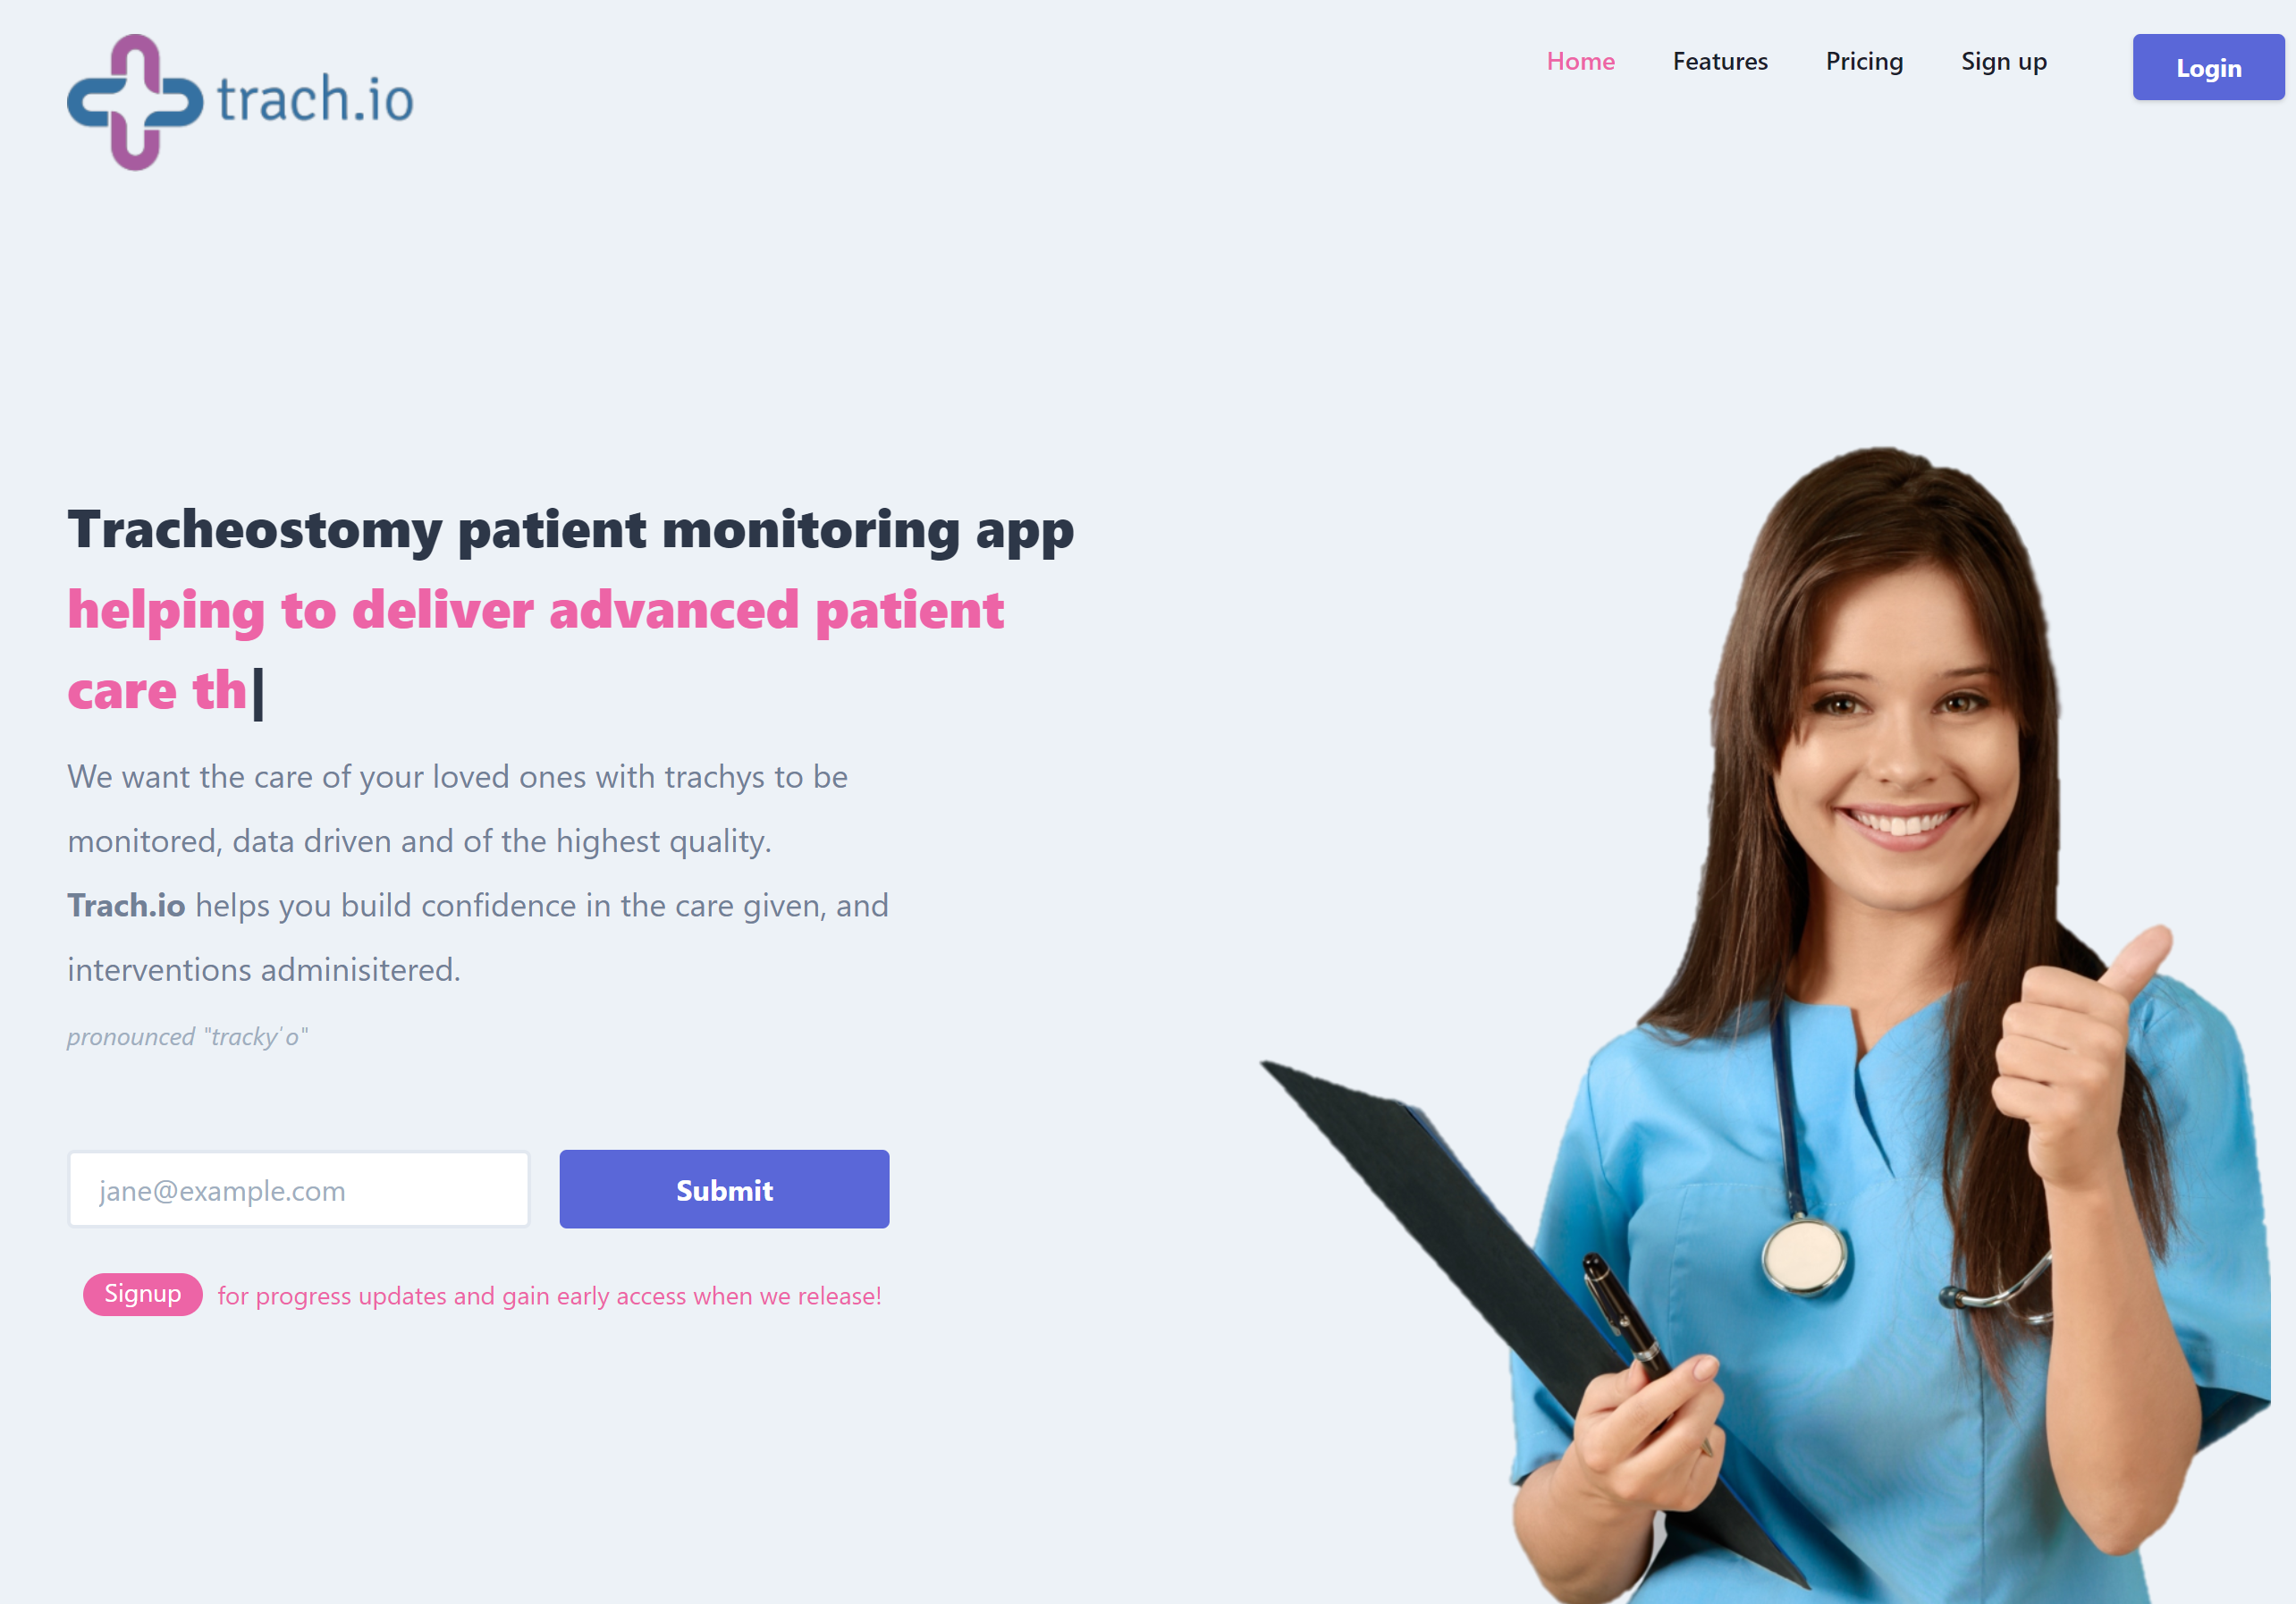 trach.io
Home
Features
Pricing
Sign up
Login
Tracheostomy patient monitoring app
helping to deliver advanced patient
care th|
We want the care of your loved ones with trachys to be
monitored, data driven and of the highest quality.
Trach.io helps you build confidence in the care given, and
interventions adminisitered.
pronounced "tracky'o"
jane@example.com
Submit
Signup for progress updates and gain early access when we release!